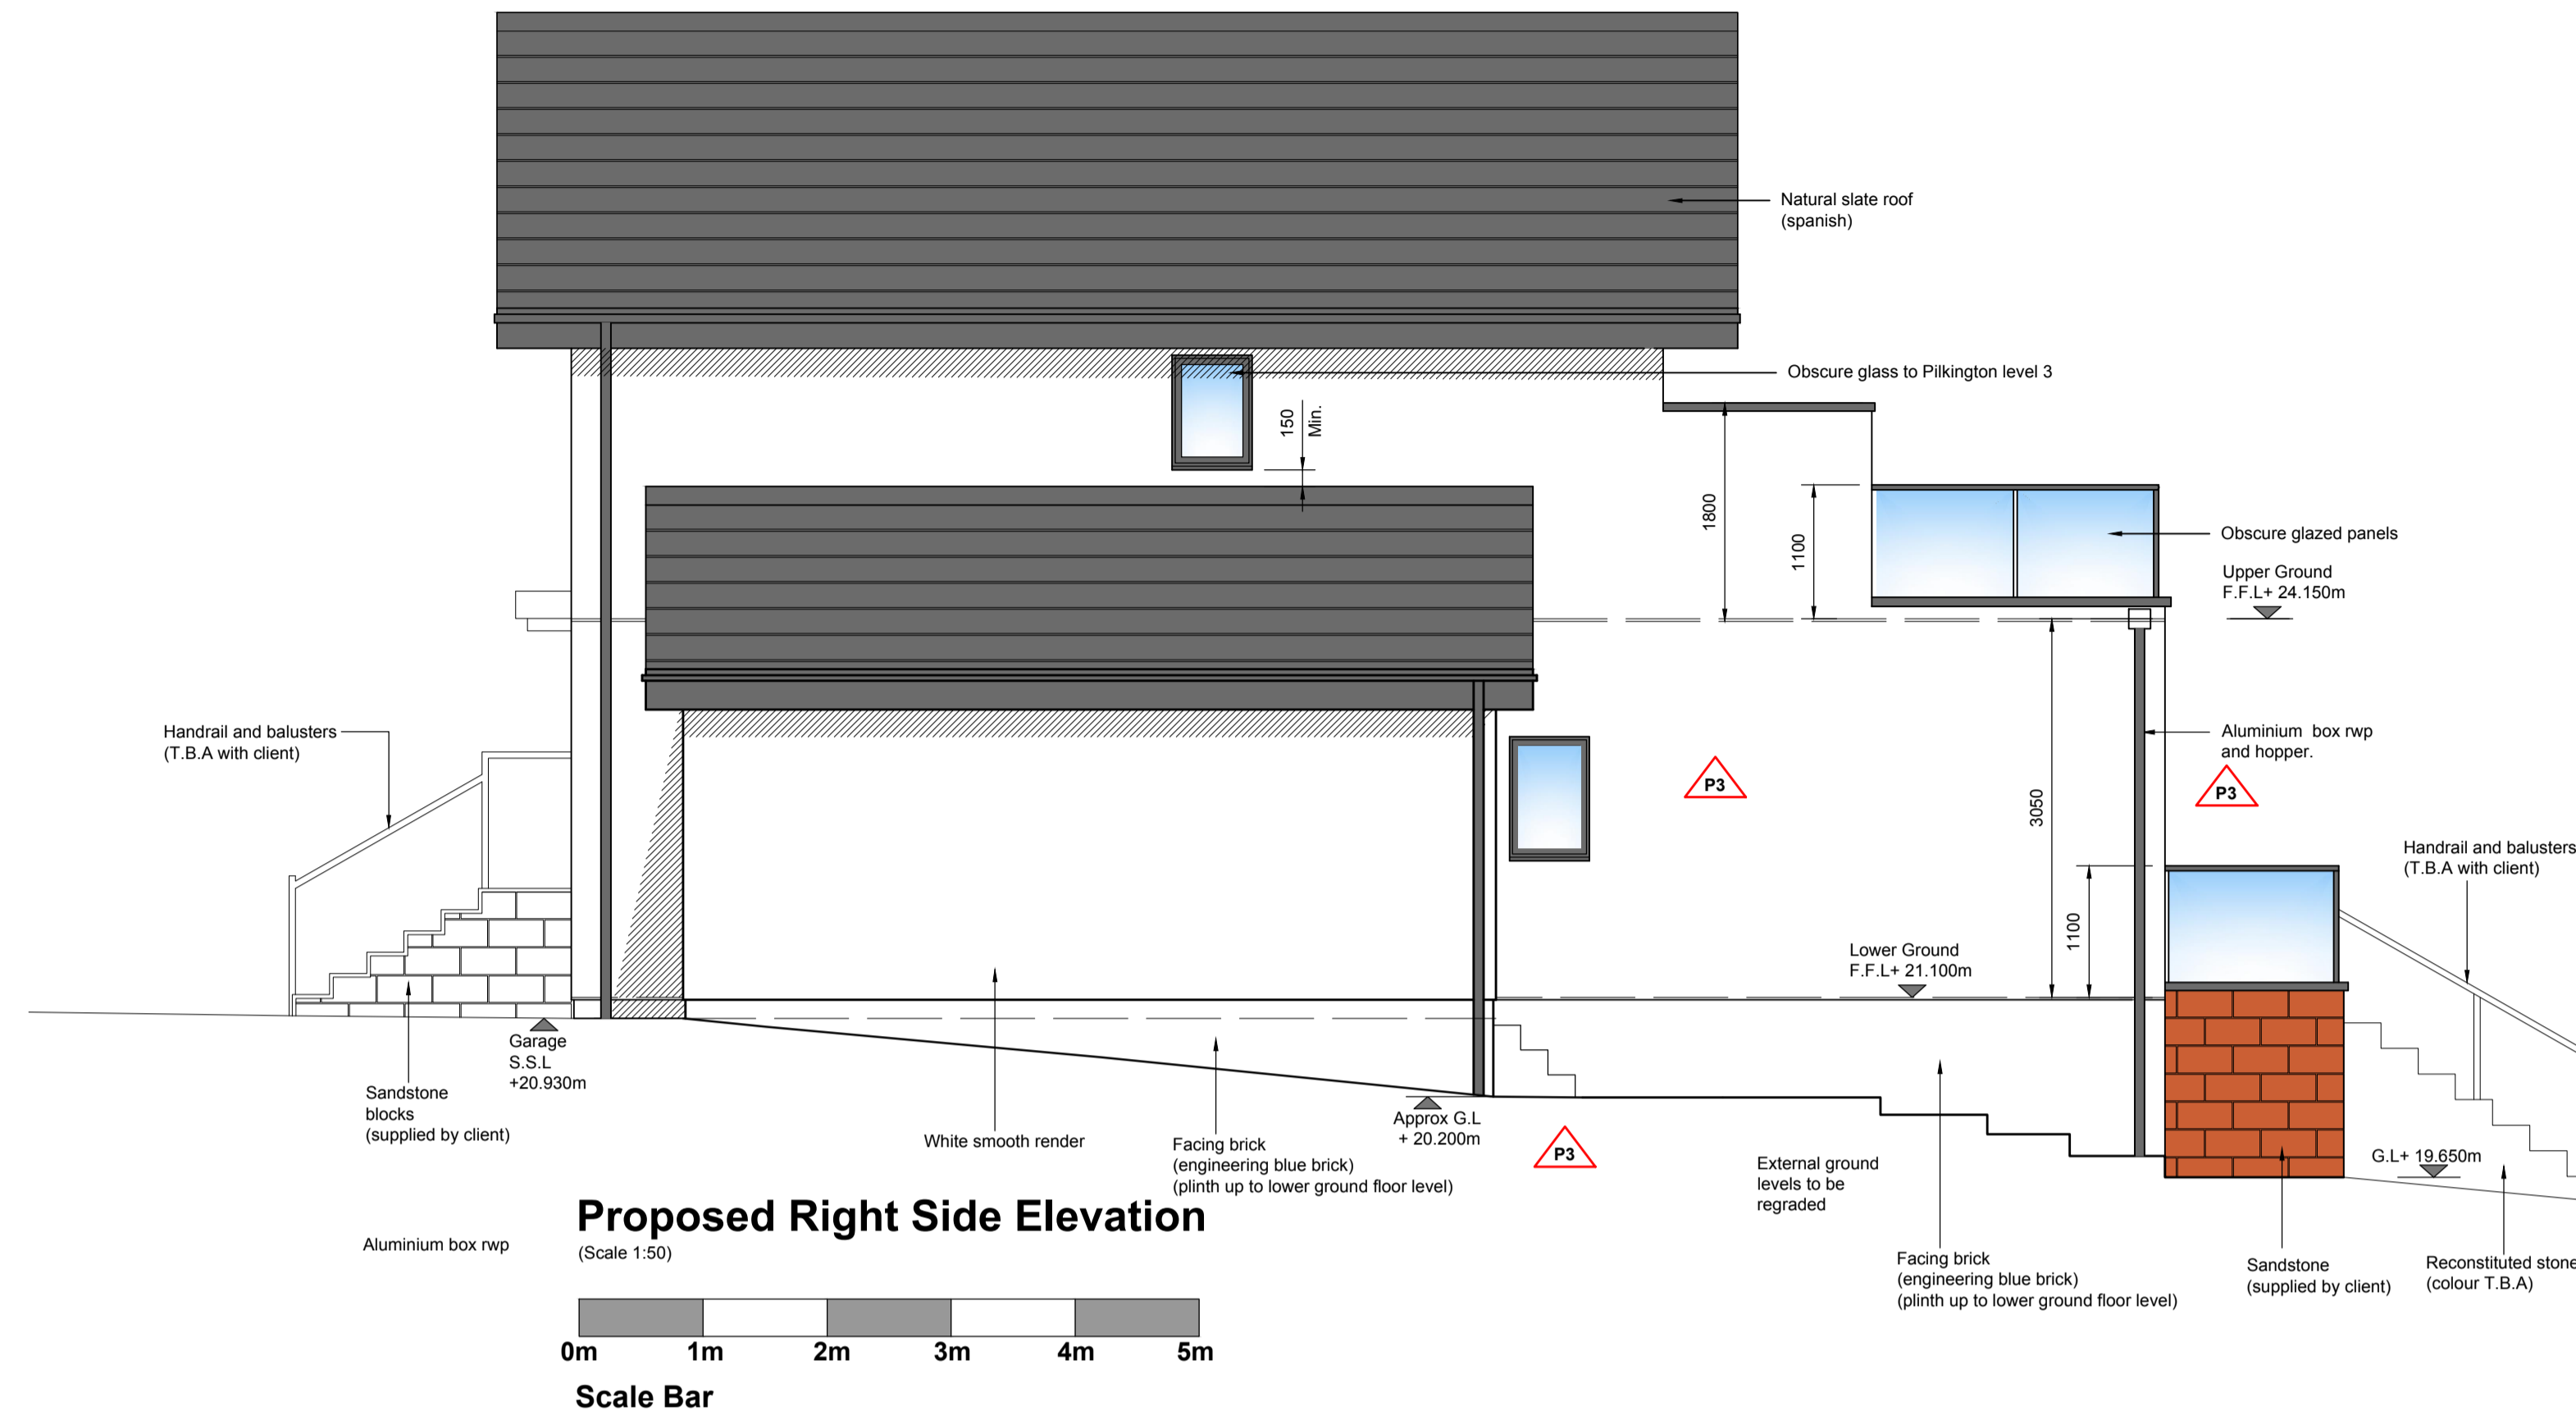 Natural slate roof
(spanish)
Obscure glass to Pilkington level 3
150
Min.
1800
1100
Obscure glazed panels
Upper Ground
F.F.L+ 24.150m
Handrail and balusters
(T.B.A with client)
Aluminium  box rwp
and hopper.
P3
P3
3050
Handrail and balusters
(T.B.A with client)
1100
Lower Ground
F.F.L+ 21.100m
Garage
S.S.L
+20.930m
Sandstone
blocks
(supplied by client)
White smooth render
Facing brick
(engineering blue brick)
(plinth up to lower ground floor level)
Approx G.L
+ 20.200m
P3
External ground
levels to be
regraded
G.L+ 19.650m
Facing brick
(engineering blue brick)
(plinth up to lower ground floor level)
Sandstone
(supplied by client)
Reconstituted stone
(colour T.B.A)
Proposed Right Side Elevation
(Scale 1:50)
Aluminium box rwp
0m 1m 2m 3m 4m 5m
Scale Bar